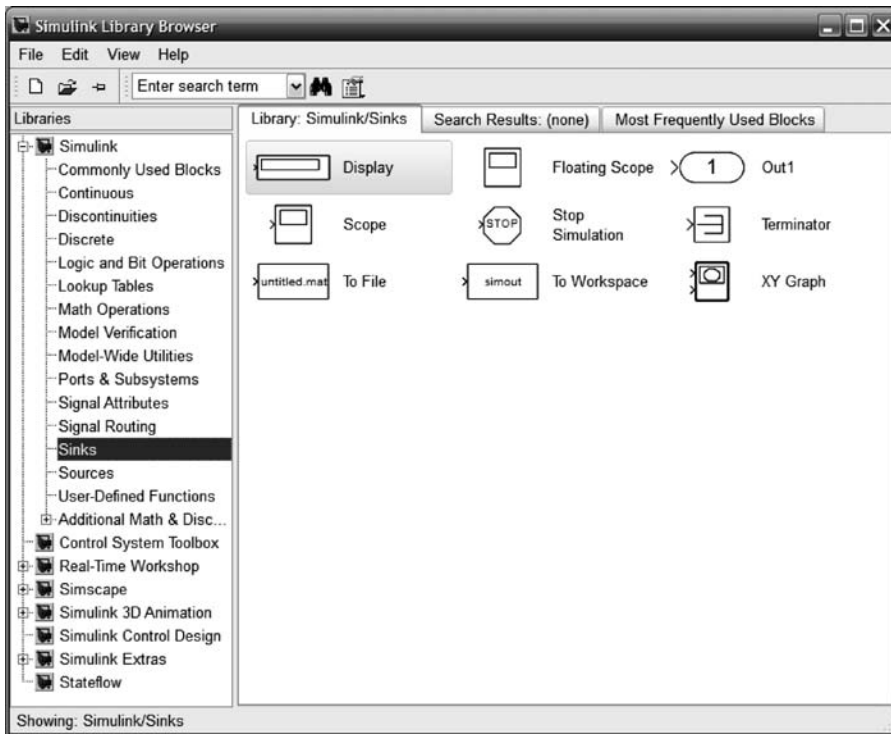 Simulink Library Browser
File Edit View Help
Enter search term
Libraries
Library: Simulink/Sinks
Search Results: (none)
Most Frequently Used Blocks
Simulink
Commonly Used Blocks
Continuous
Discontinuities
Discrete
Logic and Bit Operations
Lookup Tables
Math Operations
Model Verification
Model-Wide Utilities
Ports & Subsystems
Signal Attributes
Signal Routing
Sinks
Sources
User-Defined Functions
Additional Math & Disc...
Control System Toolbox
Real-Time Workshop
Simscape
Simulink 3D Animation
Simulink Control Design
Simulink Extras
Stateflow
Display
Floating Scope
1
Out1
Scope
STOP
Stop
Simulation
Terminator
untitled.mat
To File
simout
To Workspace
XY Graph
Showing: Simulink/Sinks